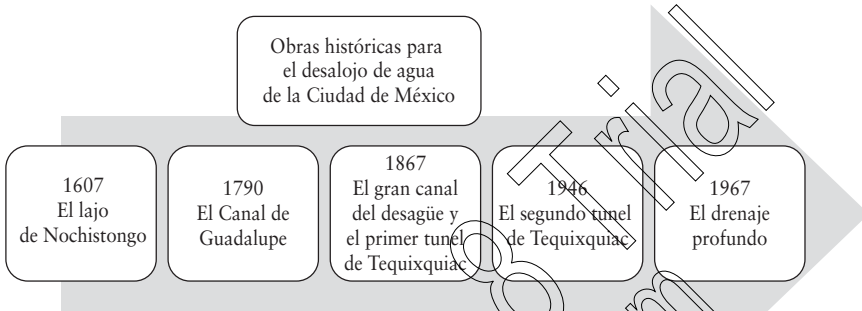 Obras históricas para
el desalojo de agua
de la Ciudad de México
1607
El lajo
de Nochistongo
1790
El Canal de
Guadalupe
1867
El gran canal
del desagüe y
el primer tunel
de Tequixquiac
1946
El segundo tunel
de Tequixquiac
1967
El drenaje
profundo
Trial